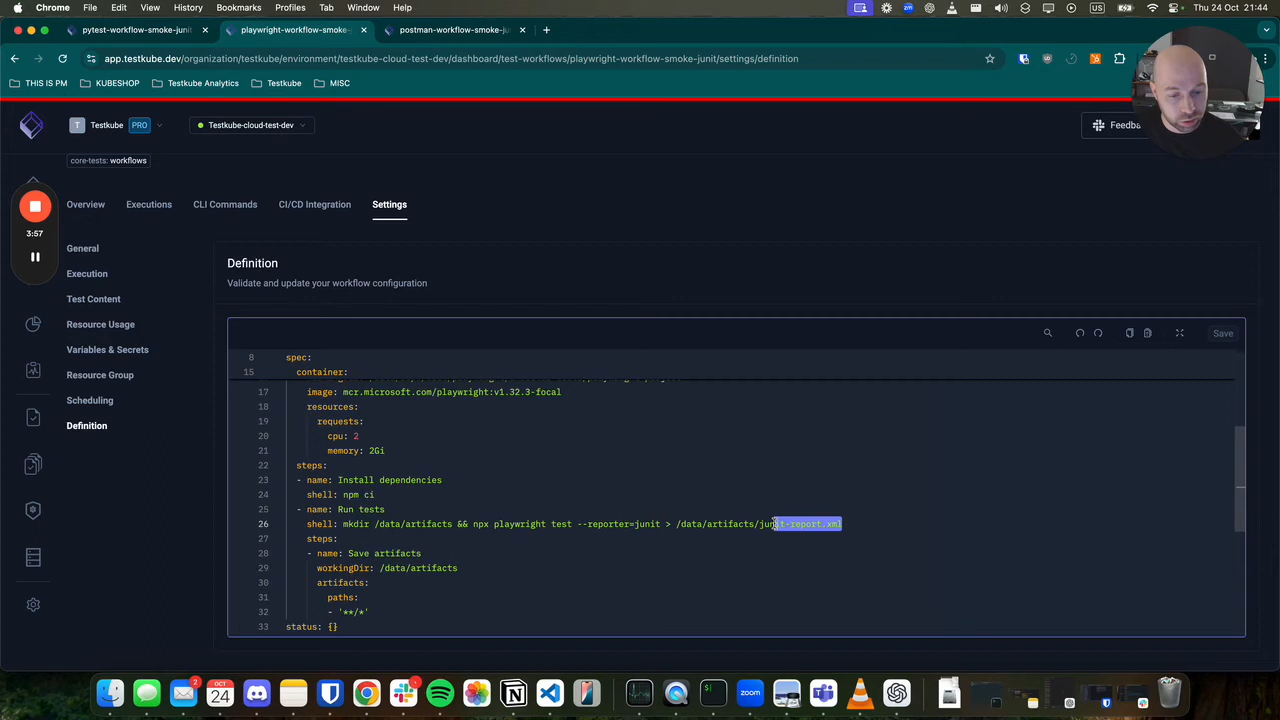 Chrome File Edit View History Bookmarks Profiles Tab Window Help US Thu 24 Oct 21:44
pytest-workflow-smoke-junit playwright-workflow-smoke- postman-workflow-smoke-jun
app.testkube.dev/organization/testkube/environment/testkube-cloud-test-dev/dashboard/test-workflows/playwright-workflow-smoke-junit/settings/definition
THIS IS PM KUBESHOP Testkube Analytics Testkube Postman
T Testkube PRO Testkube-cloud-test-dev Feedba
core-tests: workflows
Overview Executions CLI Commands CI/CD Integration Settings
3:57
General
Execution
Test Content
Resource Usage
Variables & Secrets
Resource Group
Scheduling
Definition
Definition
Validate and update your workflow configuration
Save
8 spec:
15 container:
17 image: mcr.microsoft.com/playwright:v1.32.3-focal
18 resources:
19 requests:
20 cpu: 2
21 memory: 2Gi
22 steps:
23 - name: Install dependencies
24 shell: npm ci
25 - name: Run tests
26 shell: mkdir /data/artifacts && npx playwright test --reporter=junit > /data/artifacts/junit-report.xml
27 steps:
28 - name: Save artifacts
29 workingDir: /data/artifacts
30 artifacts:
31 paths:
32 - '**/*'
33 status: {}
2
OCT
24